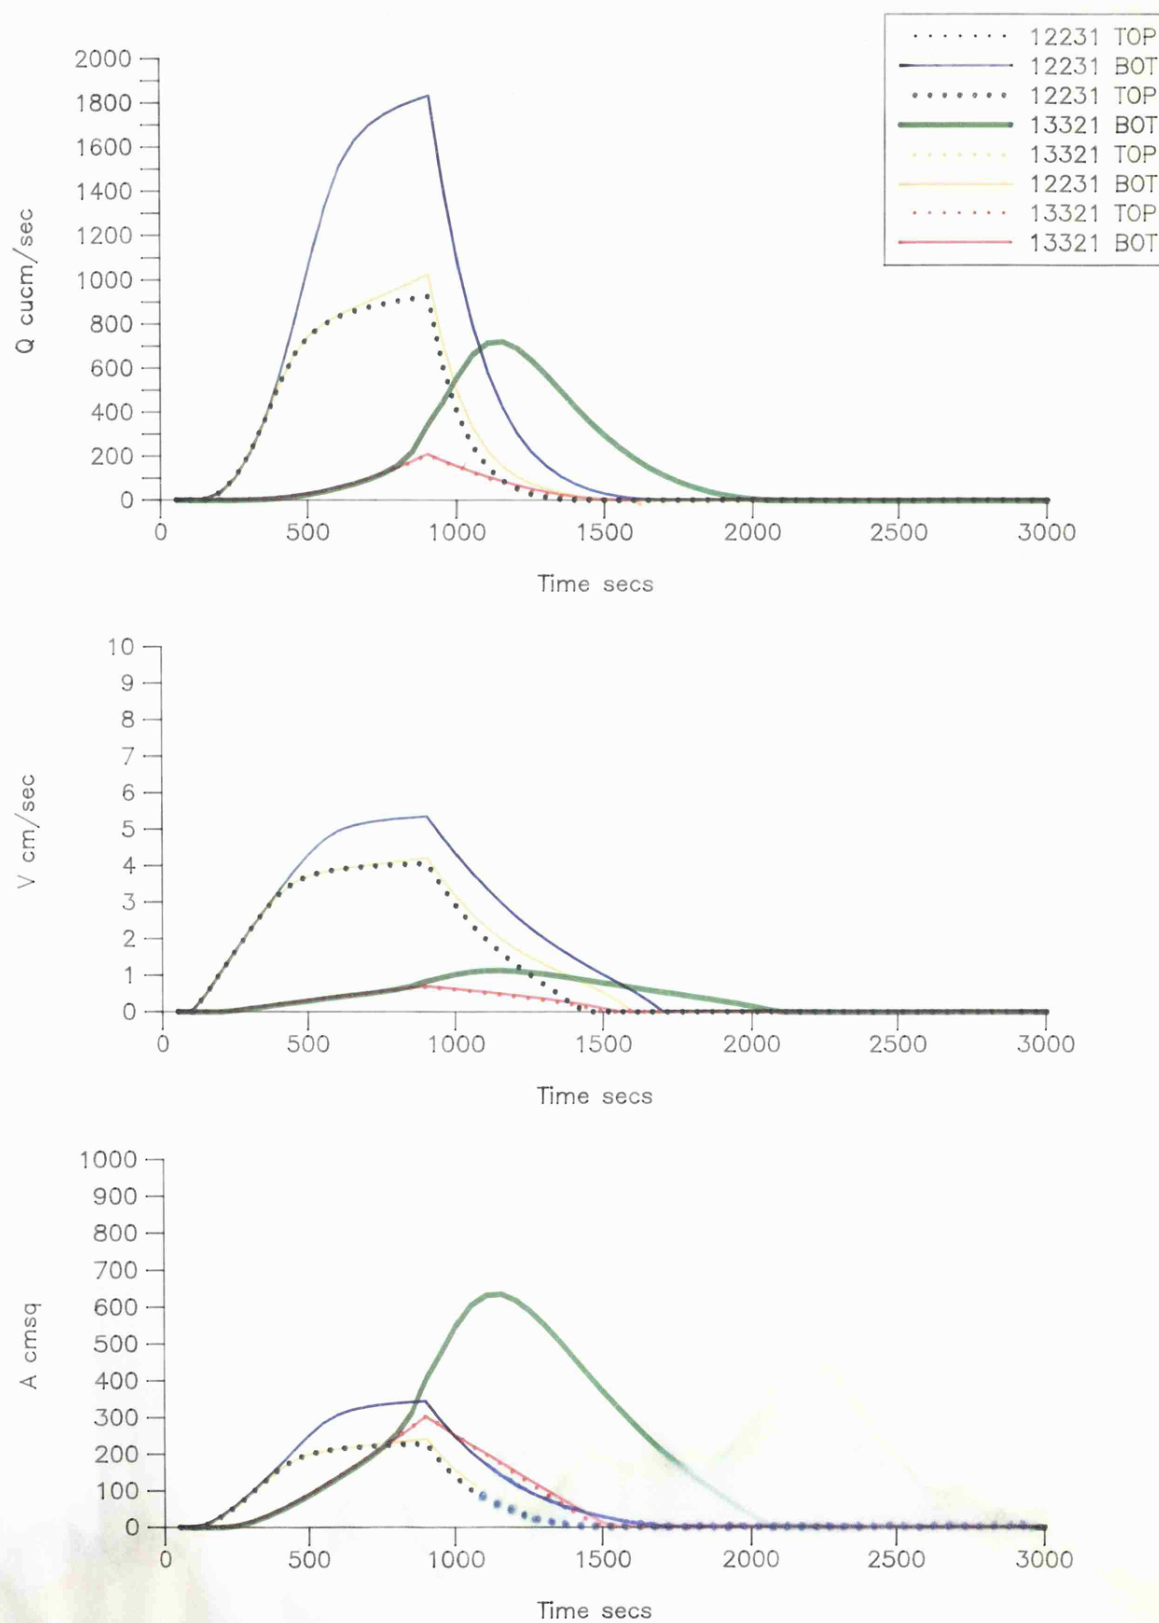 12231 TOP
12231 BOT
12231 TOP
13321 BOT
13321 TOP
12231 BOT
13321 TOP
13321 BOT
2000
1800
1600
1400
1200
1000
800
600
400
200
0
Q cucm/sec
0 500 1000 1500 2000 2500 3000
Time secs
10
9
8
7
6
5
4
3
2
1
0
V cm/sec
0 500 1000 1500 2000 2500 3000
Time secs
1000
900
800
700
600
500
400
300
200
100
0
A cmsq
0 500 1000 1500 2000 2500 3000
Time secs